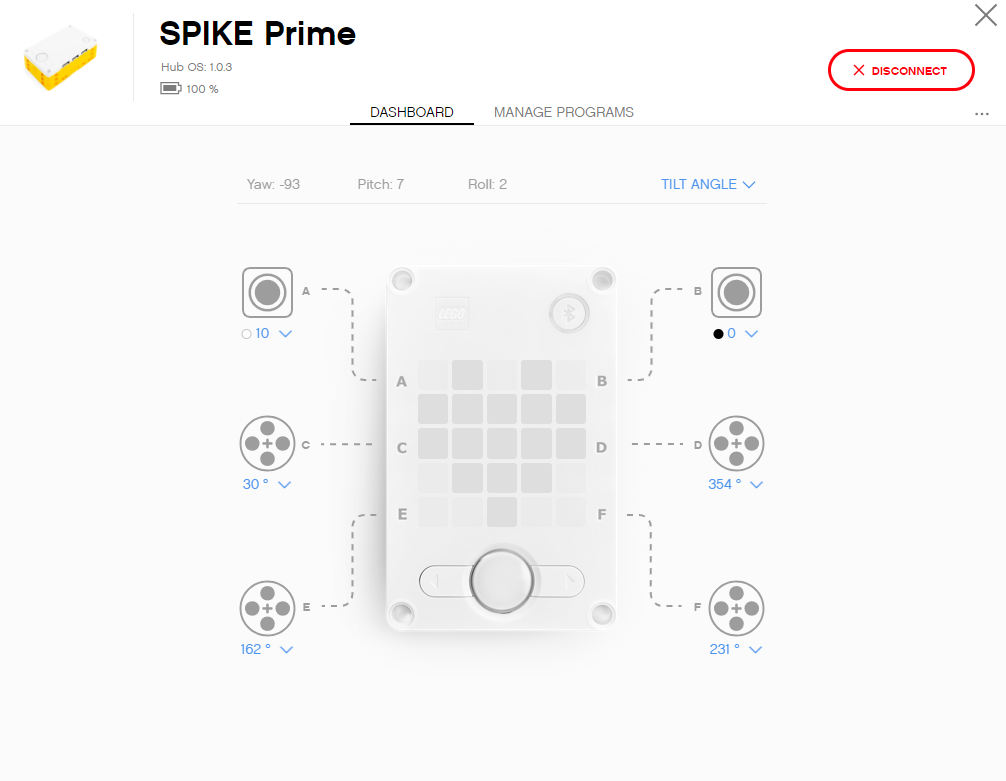 SPIKE Prime
Hub OS: 1.0.3
100 %
DISCONNECT
DASHBOARD MANAGE PROGRAMS
...
Yaw: -93 Pitch: 7 Roll: 2 TILT ANGLE
A B
LEGO
10 0
A B
C D
C D
30 ° 354 °
E F
E F
162 ° 231 °